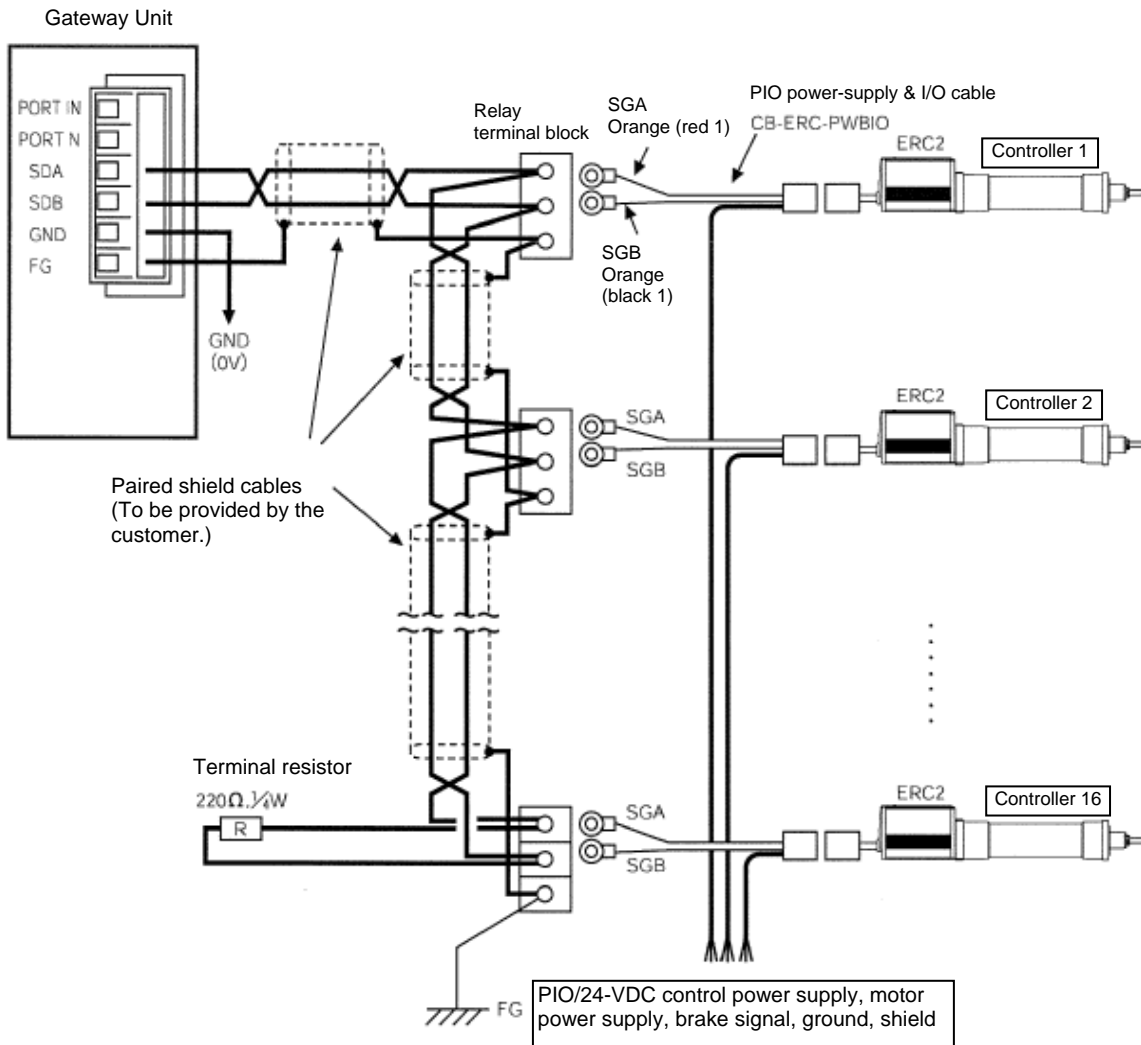 Gateway Unit
PORT IN
PORT N
SDA
SDB
GND
FG
GND
(0V)
Relay
terminal block
SGA
Orange (red 1)
SGB
Orange
(black 1)
PIO power-supply & I/O cable
CB-ERC-PWBIO
ERC2
Controller 1
SGA
SGB
ERC2
Controller 2
Paired shield cables
(To be provided by the
customer.)
Terminal resistor
220Ω.¼W
R
SGA
SGB
ERC2
Controller 16
FG
PIO/24-VDC control power supply, motor
power supply, brake signal, ground, shield